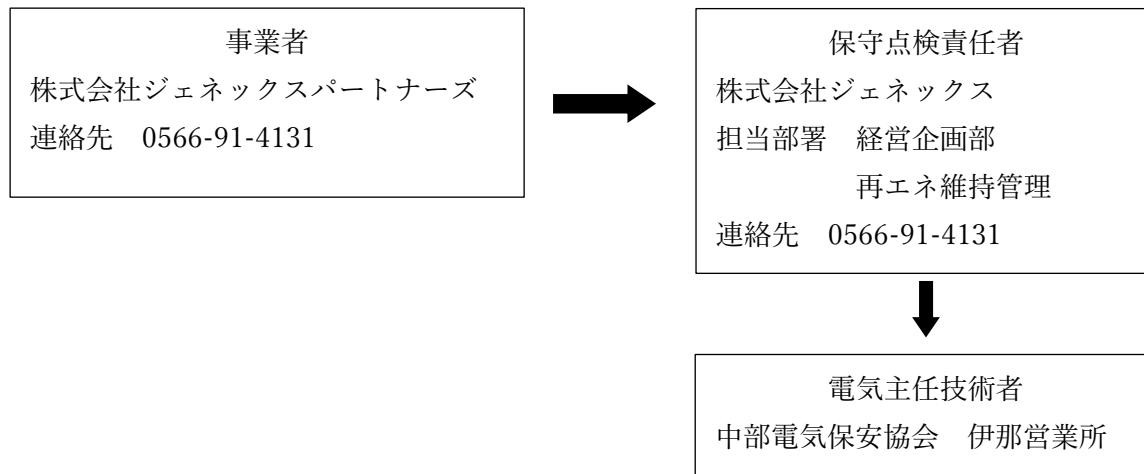 事業者
株式会社ジェネックスパートナーズ
連絡先　0566-91-4131
保守点検責任者
株式会社ジェネックス
担当部署　経営企画部
再エネ維持管理
連絡先　0566-91-4131
電気主任技術者
中部電気保安協会　伊那営業所